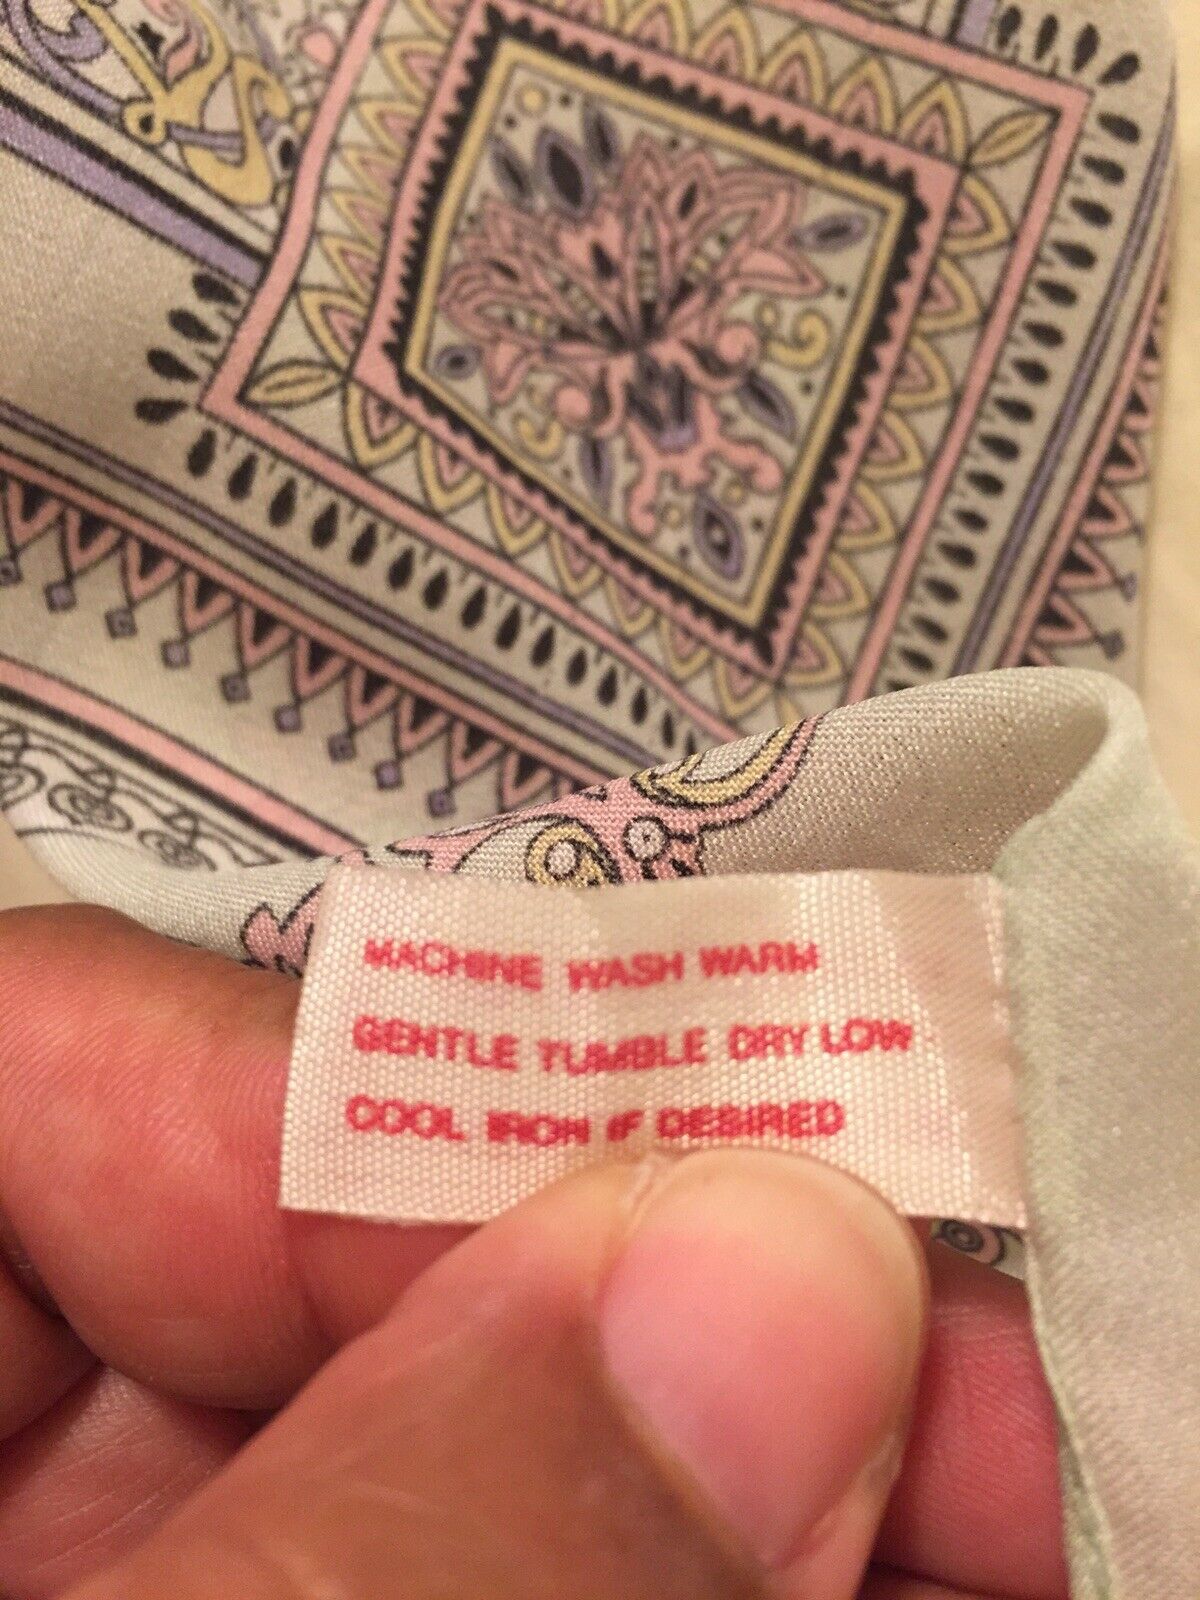 MACHINE WASH WARM
GENTLE TUMBLE DRY LOW
COOL IRON IF DESIRED